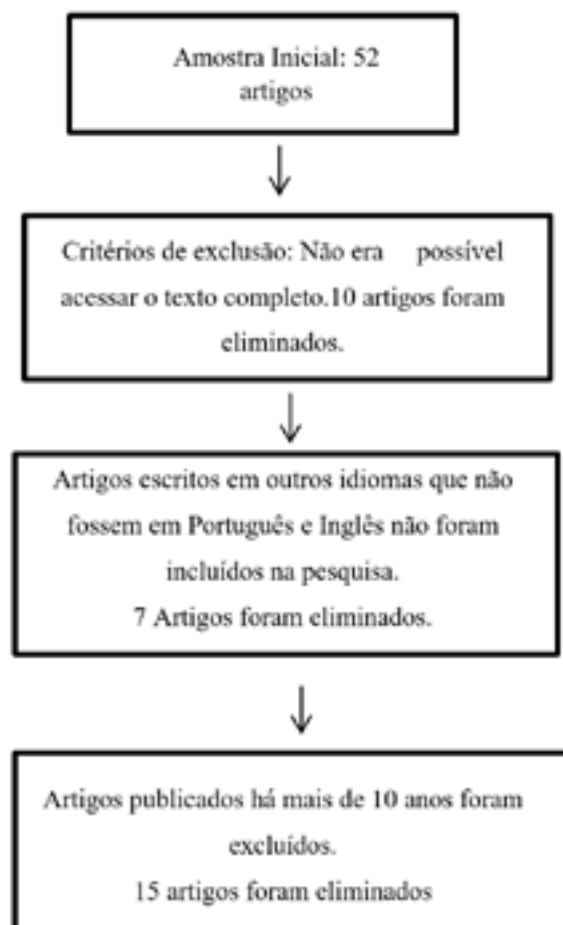 Amostra Inicial: 52
artigos
Critérios de exclusão: Não era possível
acessar o texto completo.10 artigos foram
eliminados.
Artigos escritos em outros idiomas que não
fossem em Português e Inglês não foram
incluídos na pesquisa.
7 Artigos foram eliminados.
Artigos publicados há mais de 10 anos foram
excluídos.
15 artigos foram eliminados